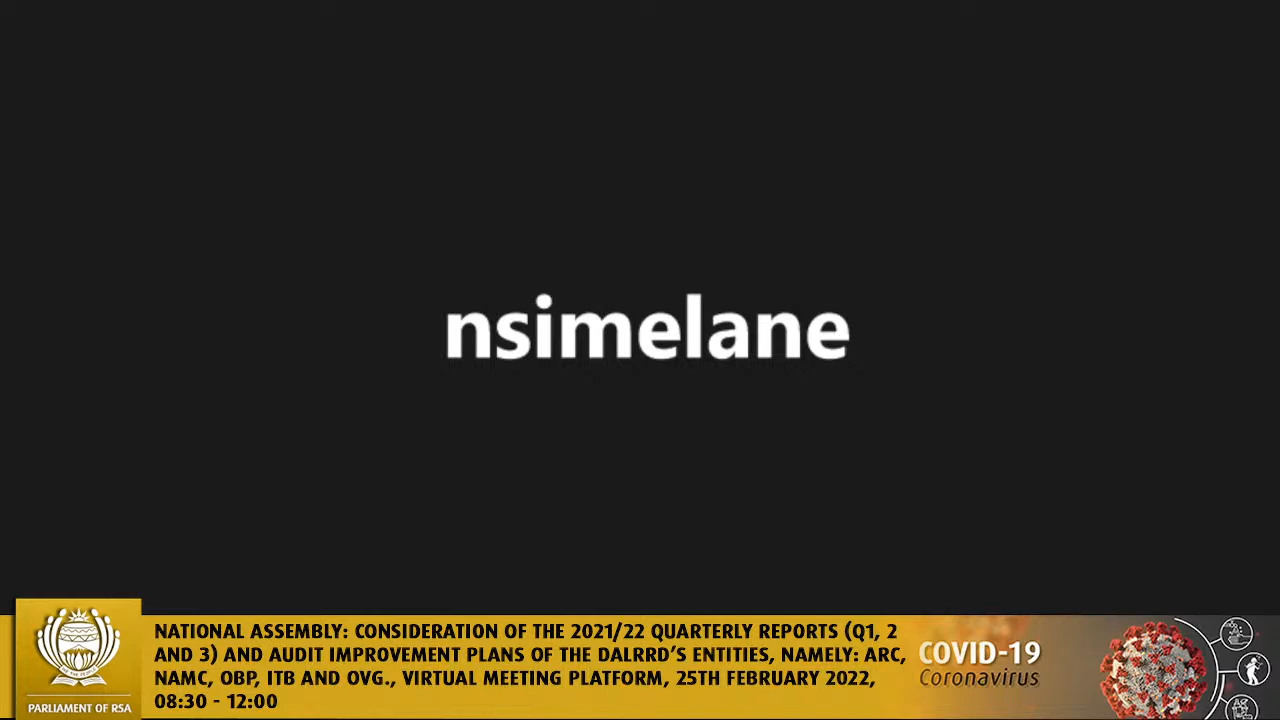 nsimelane
NATIONAL ASSEMBLY: CONSIDERATION OF THE 2021/22 QUARTERLY REPORTS (Q1, 2
AND 3) AND AUDIT IMPROVEMENT PLANS OF THE DALRRD'S ENTITIES, NAMELY: ARC,
NAMC, OBP, ITB AND OVG., VIRTUAL MEETING PLATFORM, 25TH FEBRUARY 2022,
08:30 - 12:00
PARLIAMENT OF RSA
COVID-19
Coronavirus